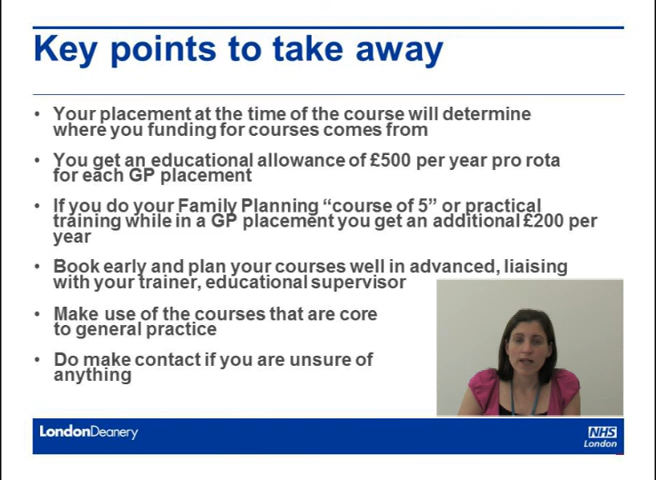 Key points to take away
• Your placement at the time of the course will determine
where you funding for courses comes from
• You get an educational allowance of £500 per year pro rota
for each GP placement
• If you do your Family Planning “course of 5” or practical
training while in a GP placement you get an additional £200 per
year
• Book early and plan your courses well in advanced, liaising
with your trainer, educational supervisor
• Make use of the courses that are core
to general practice
• Do make contact if you are unsure of
anything
LondonDeanery
NHS
London